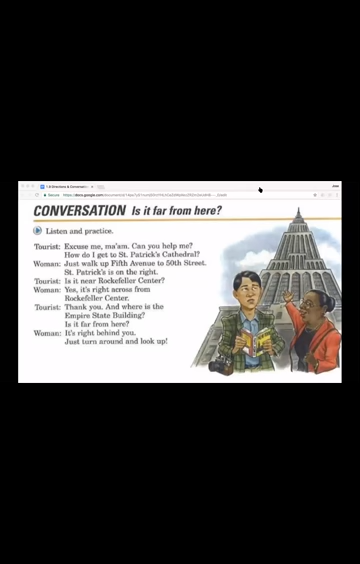 CONVERSATION Is it far from here?
Listen and practice.
Tourist: Excuse me, ma'am. Can you help me?
How do I get to St. Patrick's Cathedral?
Woman: Just walk up Fifth Avenue to 50th Street.
St. Patrick's is on the right.
Tourist: Is it near Rockefeller Center?
Woman: Yes, it's right across from
Rockefeller Center.
Tourist: Thank you. And where is the
Empire State Building?
Is it far from here?
Woman: It's right behind you.
Just turn around and look up!